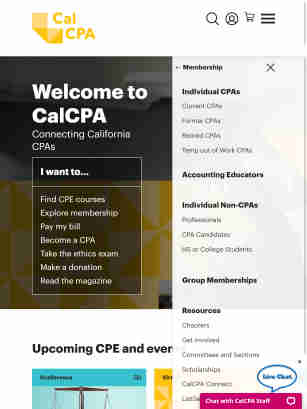 Cal
CPA
← Membership
Individual CPAs
Current CPAs
Former CPAs
Retired CPAs
Temp out of Work CPAs
Accounting Educators
Individual Non-CPAs
Professionals
CPA Candidates
HS or College Students
Group Memberships
Resources
Chapters
Get Involved
Committees and Sections
Scholarships
CalCPA Connect
Welcome to
CalCPA
Connecting California
CPAs
I want to...
Find CPE courses
Explore membership
Pay my bill
Become a CPA
Take the ethics exam
Make a donation
Read the magazine
Upcoming CPE and even
Conference
Live Chat
Chat with CalCPA Staff